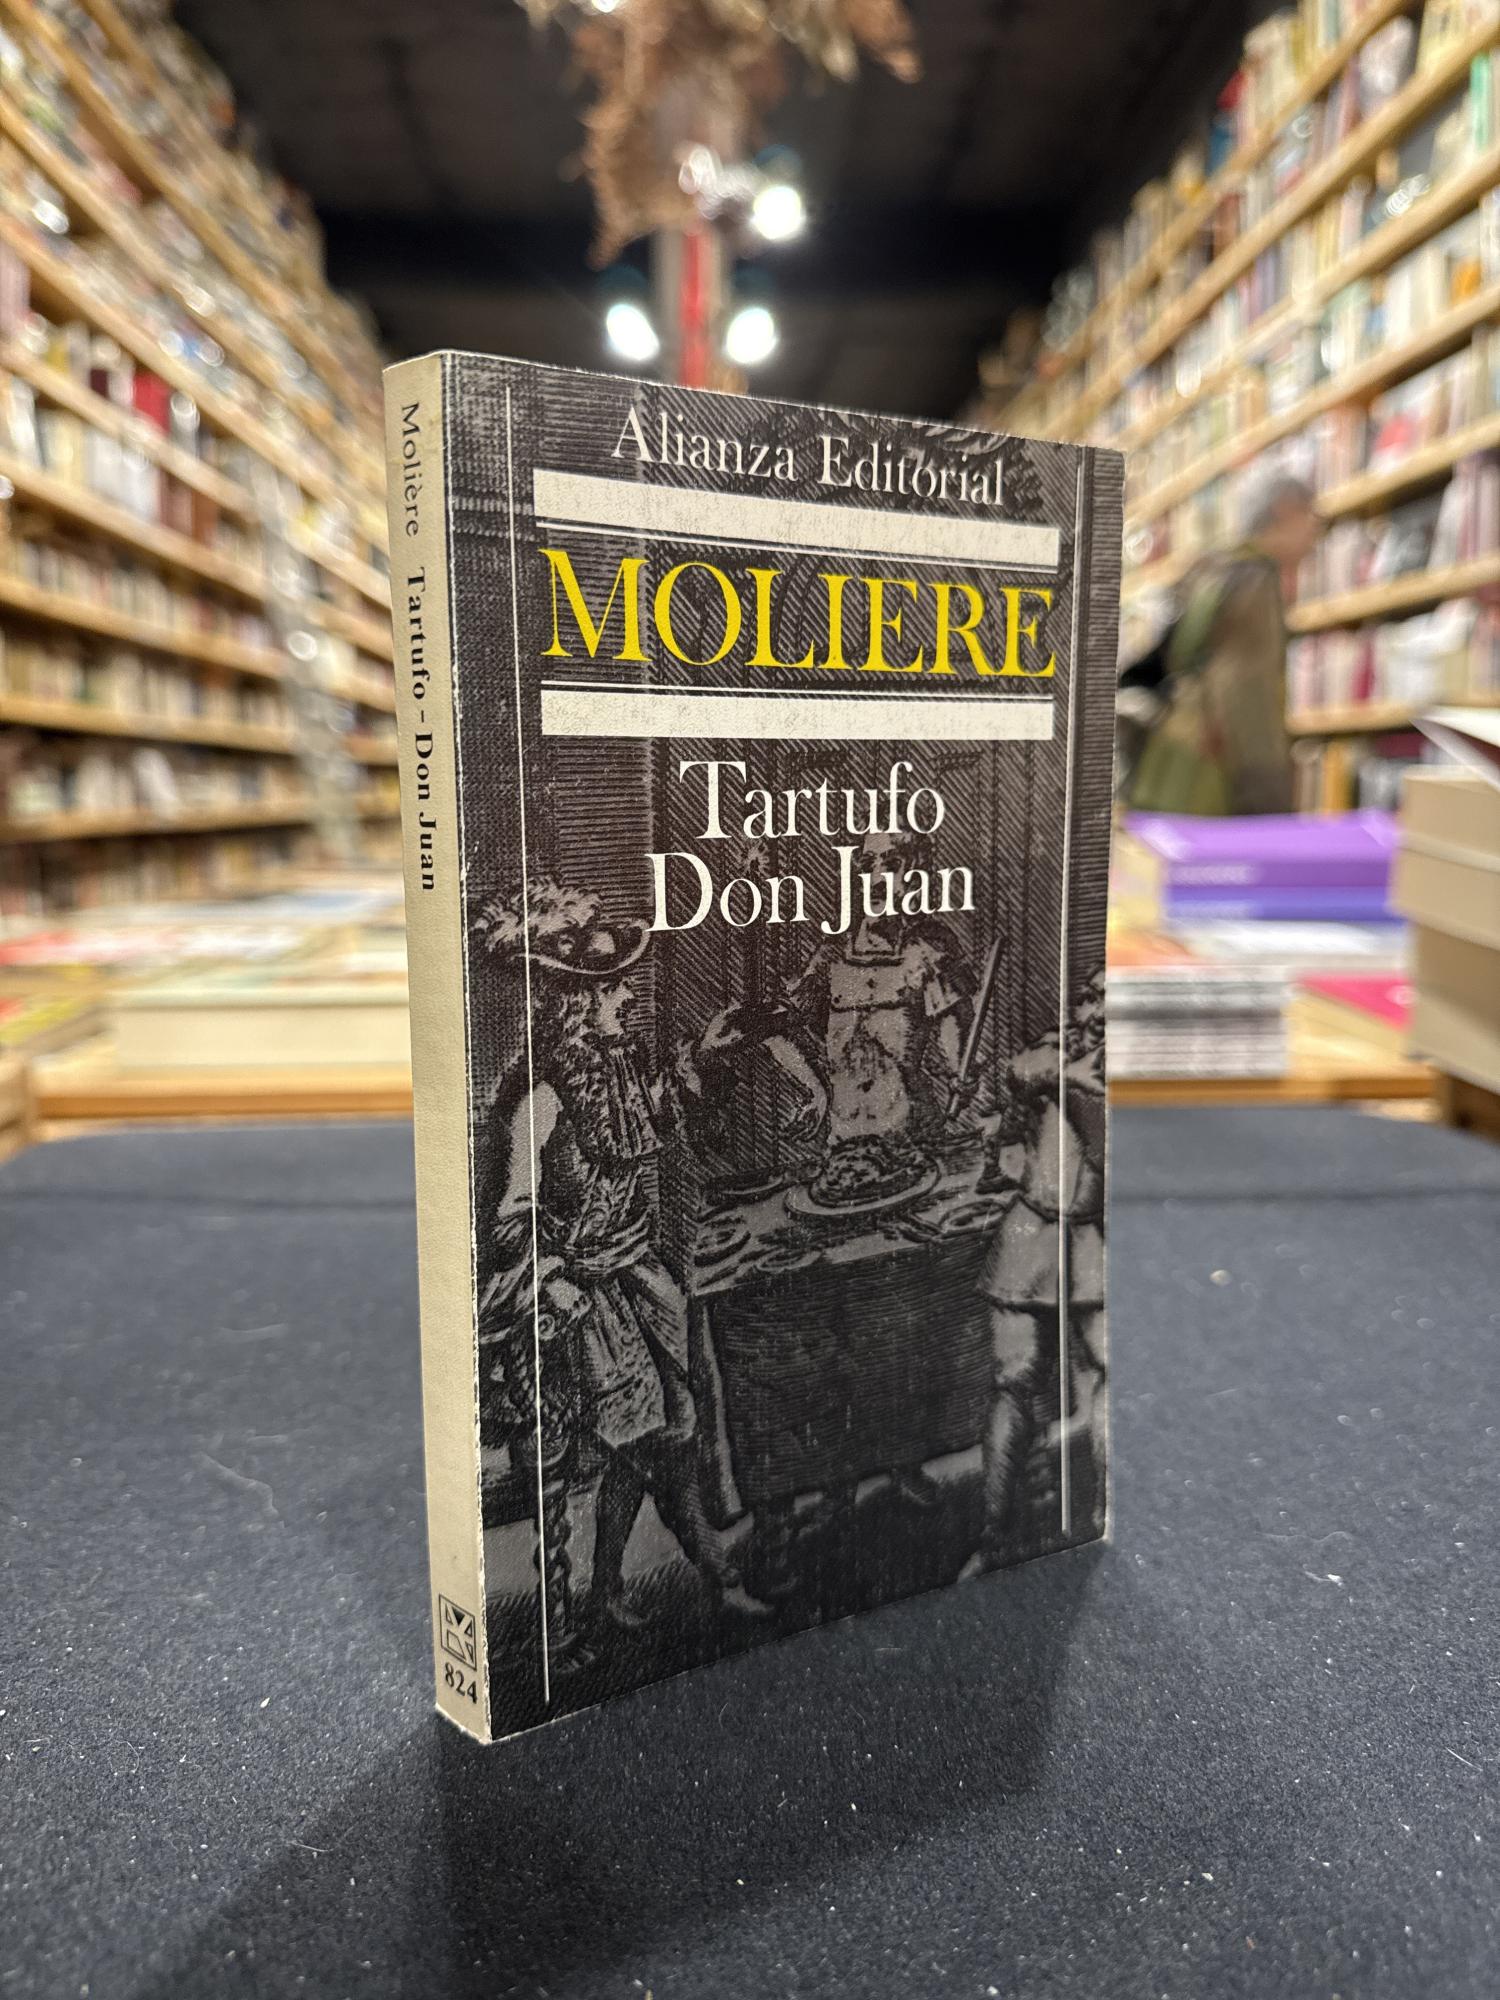 Alianza Editorial
MOLIERE
Tartufo
Don Juan
Molière Tartufo - Don Juan
824